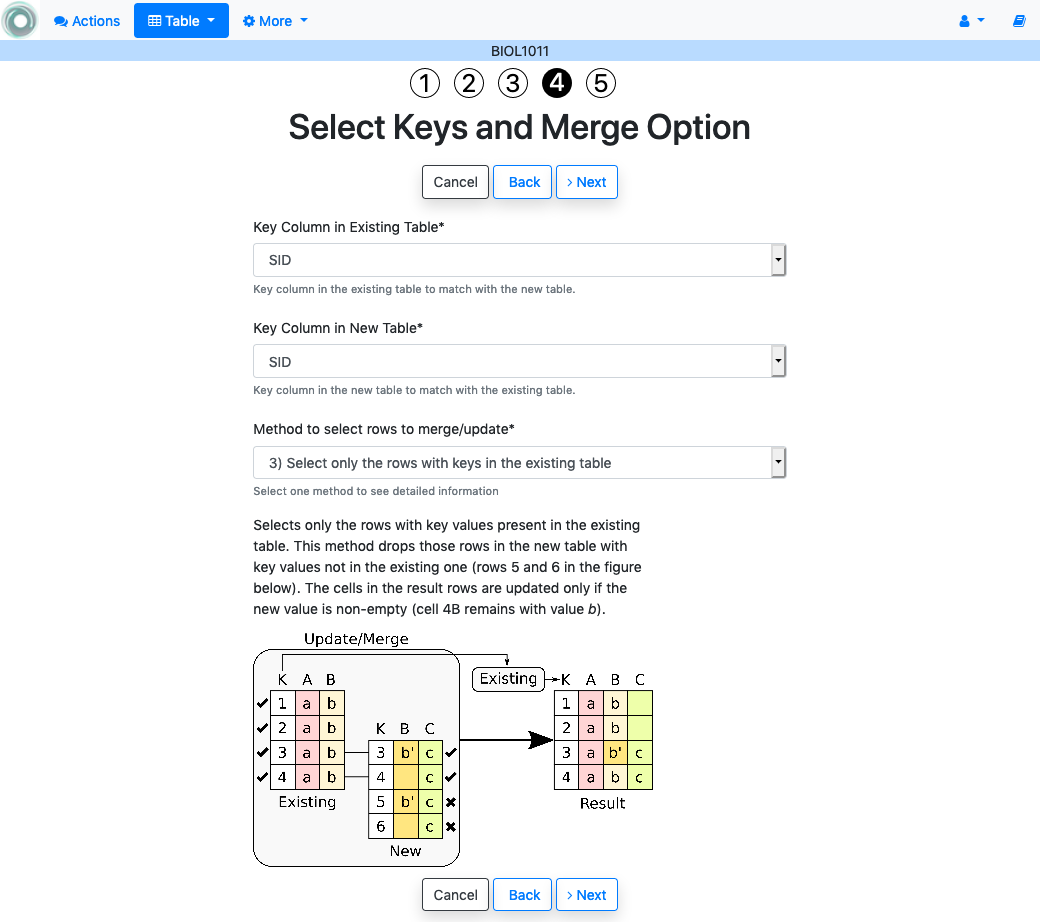 Actions Table More
BIOL1011
1 2 3 4 5
Select Keys and Merge Option
Cancel Back Next
Key Column in Existing Table*
SID
Key column in the existing table to match with the new table.
Key Column in New Table*
SID
Key column in the new table to match with the existing table.
Method to select rows to merge/update*
3) Select only the rows with keys in the existing table
Select one method to see detailed information
Selects only the rows with key values present in the existing
table. This method drops those rows in the new table with
key values not in the existing one (rows 5 and 6 in the figure
below). The cells in the result rows are updated only if the
new value is non-empty (cell 4B remains with value b).
Update/Merge
K A B
1 a b
2 a b
3 a b
4 a b
Existing
K B C
3 b' c
4 c
5 b' c
6 c
New
Existing
K A B C
1 a b
2 a b
3 a b' c
4 a b c
Result
Cancel Back Next